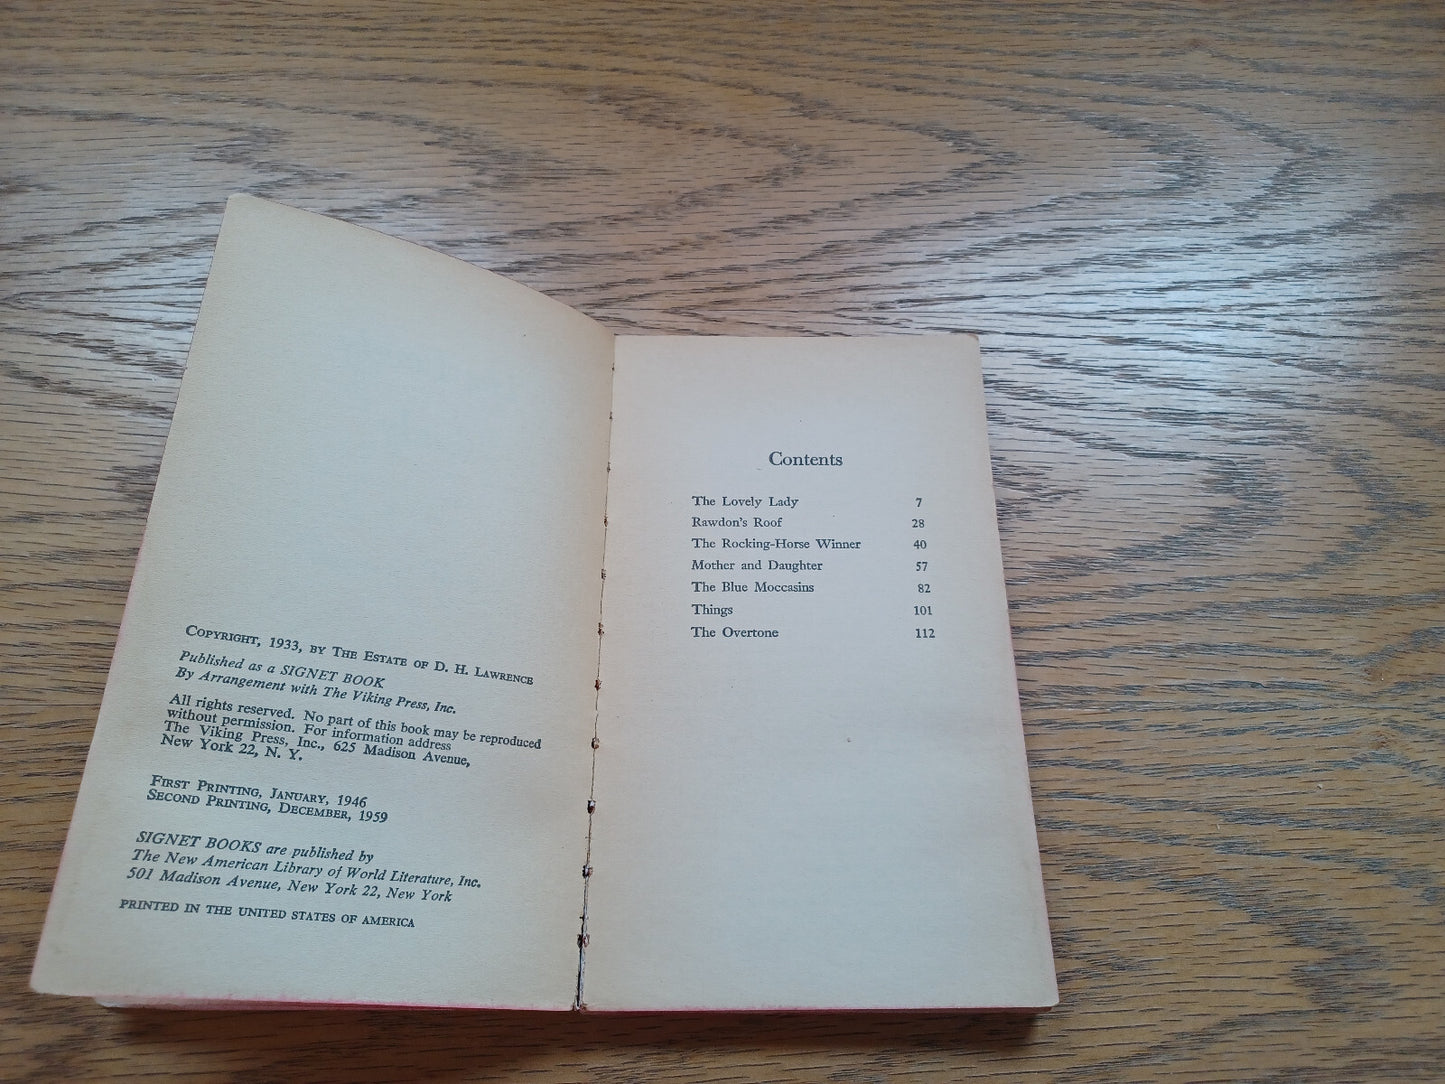 COPYRIGHT, 1933, BY THE ESTATE OF D. H. LAWRENCE
Published as a SIGNET BOOK
By Arrangement with The Viking Press, Inc.
All rights reserved. No part of this book may be reproduced
without permission. For information address
The Viking Press, Inc., 625 Madison Avenue,
New York 22, N. Y.
FIRST PRINTING, JANUARY, 1946
SECOND PRINTING, DECEMBER, 1959
SIGNET BOOKS are published by
The New American Library of World Literature, Inc.
501 Madison Avenue, New York 22, New York
PRINTED IN THE UNITED STATES OF AMERICA
Contents
The Lovely Lady 7
Rawdon's Roof 28
The Rocking-Horse Winner 40
Mother and Daughter 57
The Blue Moccasins 82
Things 101
The Overtone 112